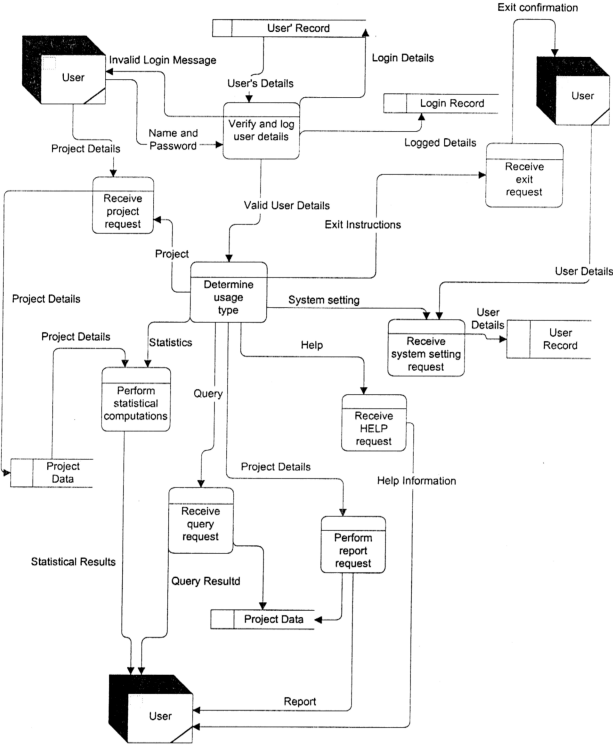 Exit confirmation
User' Record
Invalid Login Message
Login Details
User
User's Details
User
Login Record
Name and
Password
Verify and log
user details
Project Details
Logged Details
Receive
exit
request
Receive
project
request
Valid User Details
Exit Instructions
Project
User Details
Determine
usage
type
System setting
Project Details
User
Details
User
Record
Project Details
Statistics
Help
Receive
system setting
request
Perform
statistical
computations
Query
Receive
HELP
request
Project
Data
Project Details
Help Information
Receive
query
request
Perform
report
request
Statistical Results
Query Resultd
Project Data
Report
User